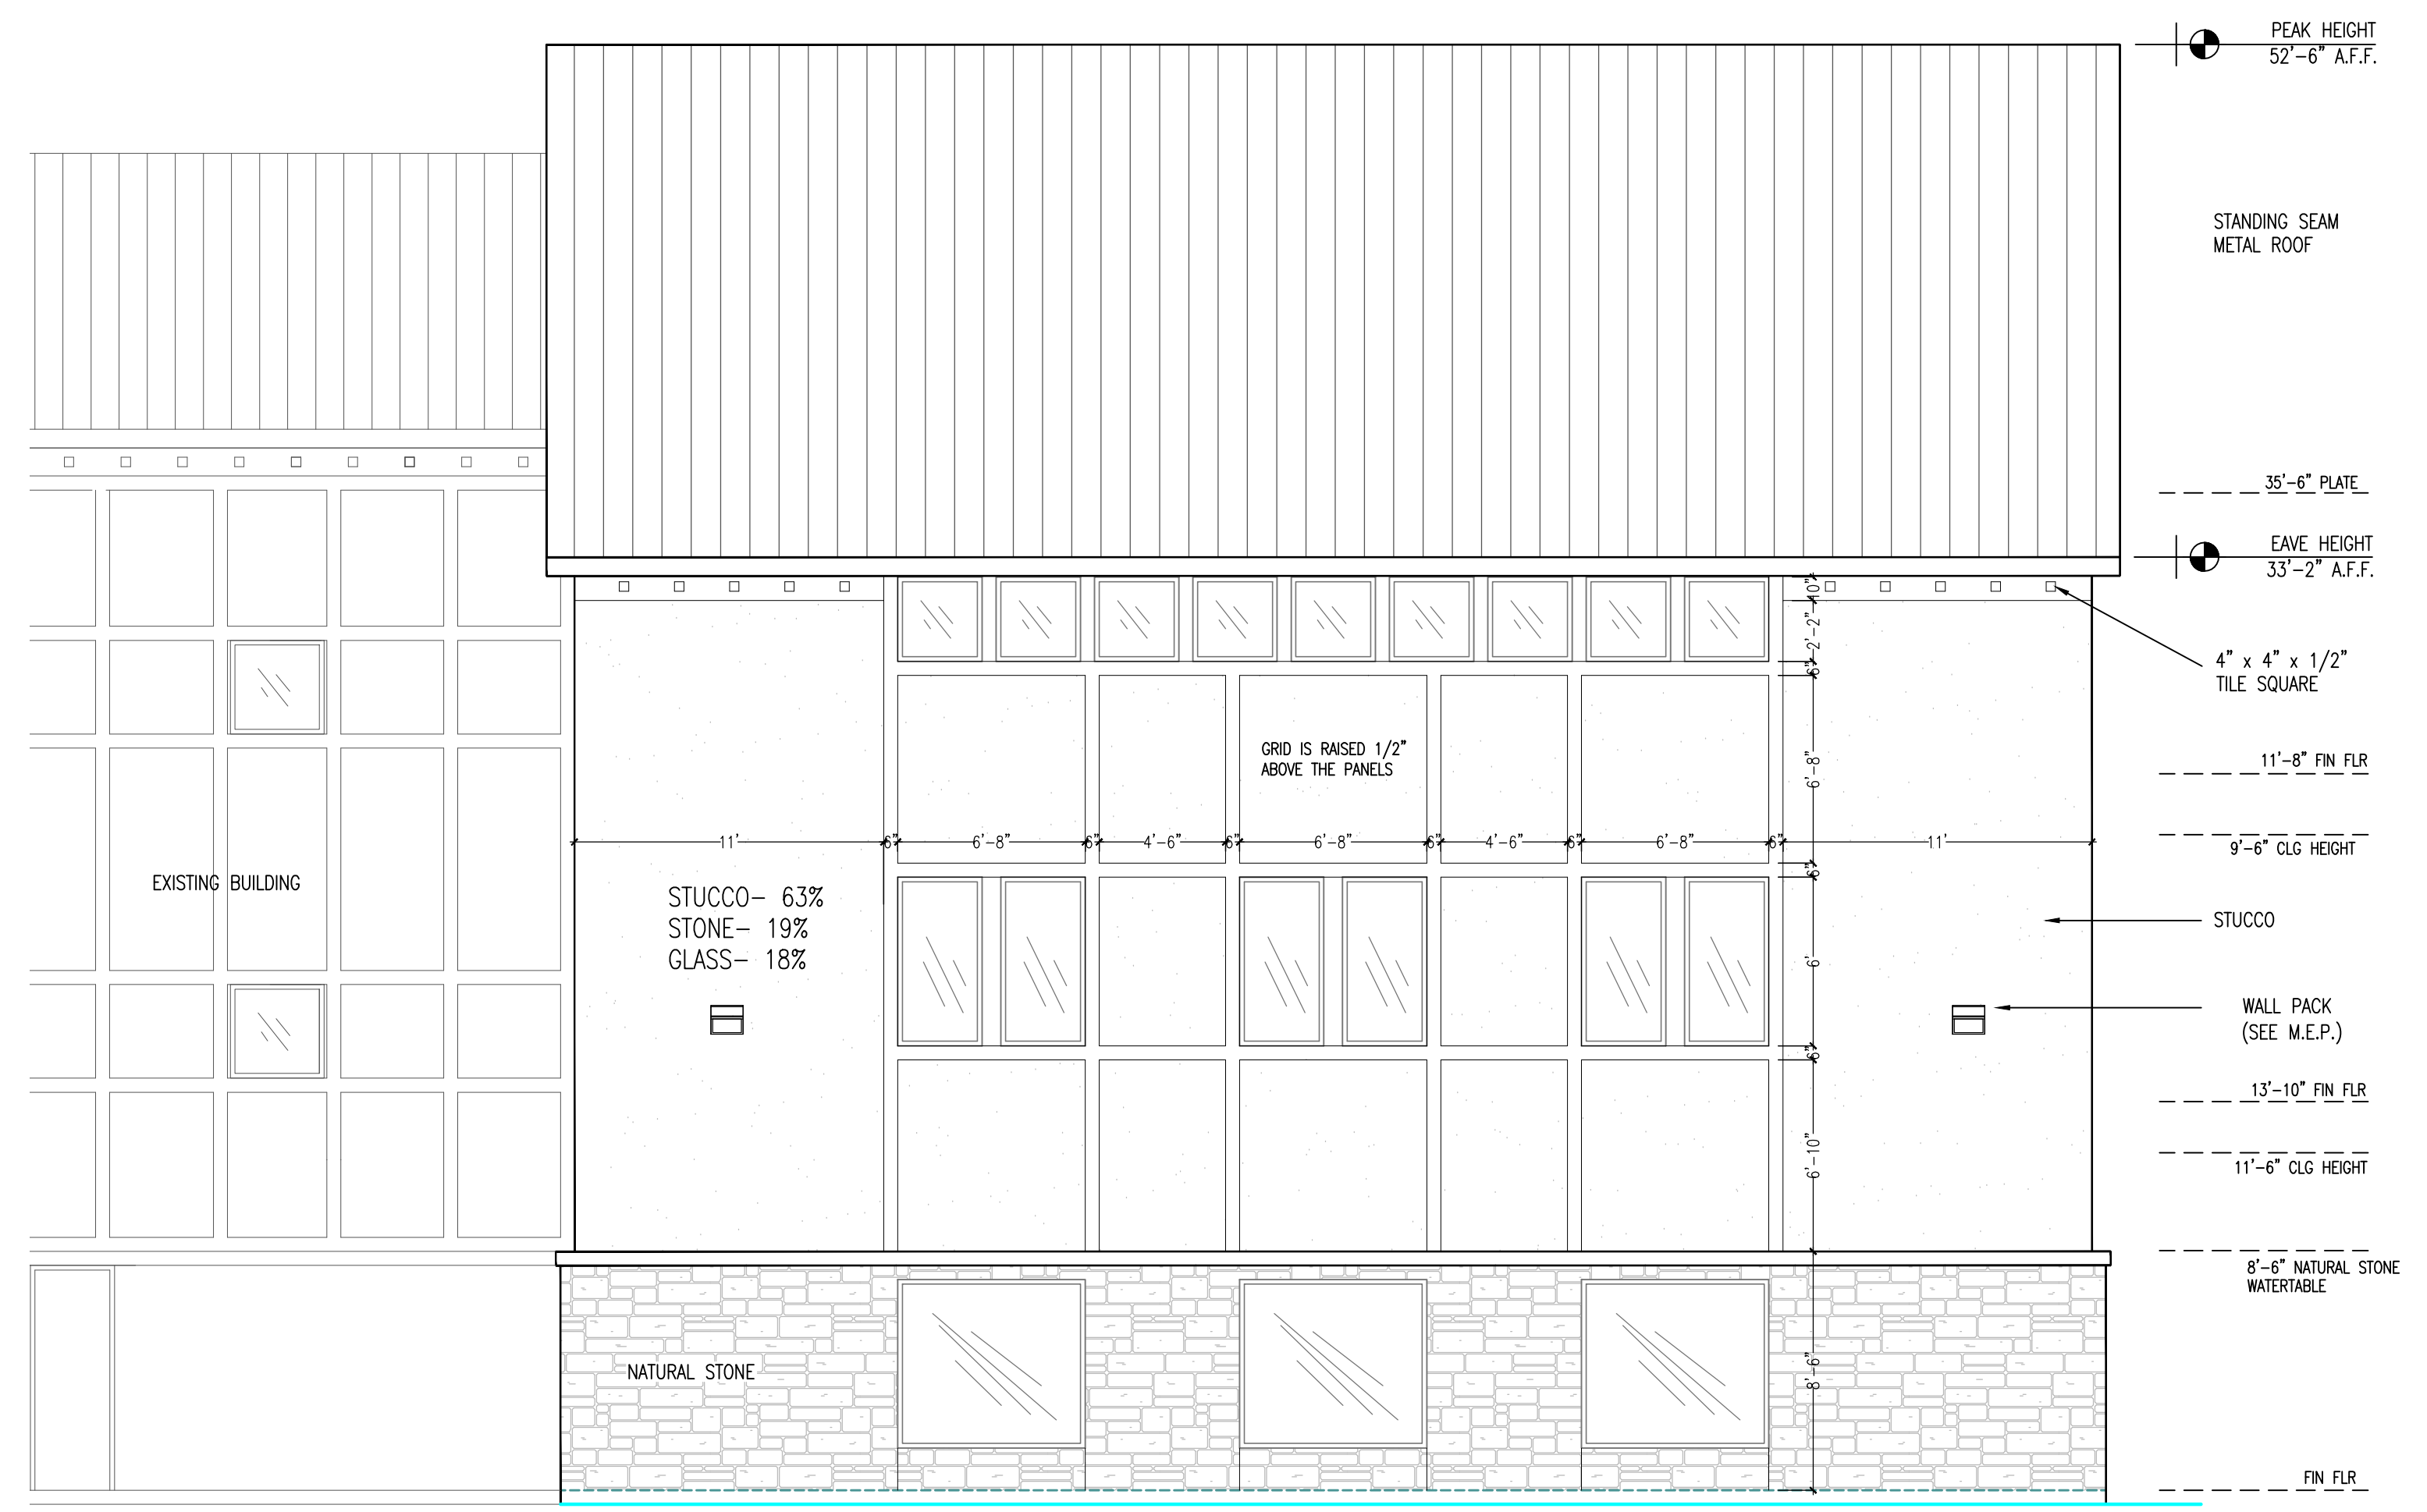 PEAK HEIGHT
52'-6" A.F.F.
STANDING SEAM
METAL ROOF
35'-6" PLATE
EAVE HEIGHT
33'-2" A.F.F.
10"
2'-2"
6"
4" x 4" x 1/2"
TILE SQUARE
GRID IS RAISED 1/2"
ABOVE THE PANELS
6'-8"
11'-8" FIN FLR
11' 6" 6'-8" 6" 4'-6" 6" 6'-8" 6" 4'-6" 6" 6'-8" 6" 11'
9'-6" CLG HEIGHT
6"
EXISTING BUILDING
STUCCO- 63%
STONE- 19%
GLASS- 18%
STUCCO
6'
WALL PACK
(SEE M.E.P.)
6"
13'-10" FIN FLR
6'-10"
11'-6" CLG HEIGHT
8'-6" NATURAL STONE
WATERTABLE
NATURAL STONE
8'-6"
FIN FLR